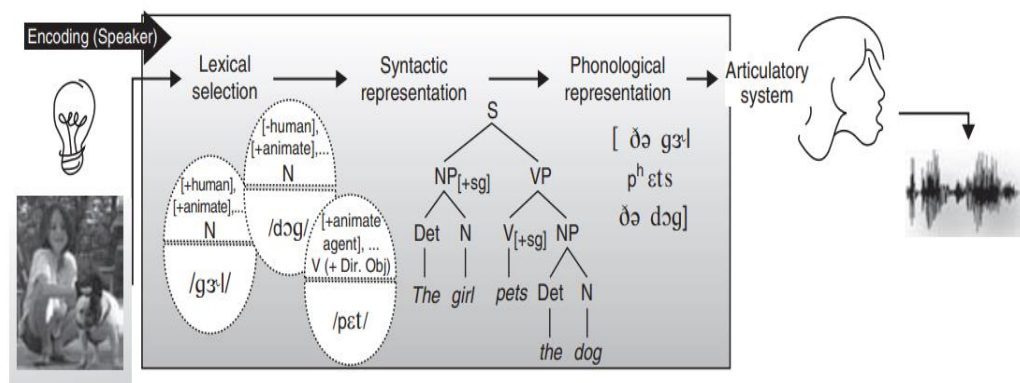 Encoding (Speaker)
Lexical
selection
Syntactic
representation
Phonological
representation
Articulatory
system
[-human],
[+animate],...
N
/dɔg/
[+human],
[+animate],...
N
/gɝl/
[+animate
agent], ...
V (+ Dir. Obj)
/pɛt/
S
NP[+sg] VP
Det N V[+sg] NP
The girl pets Det N
the dog
[ ðə gɝl
pʰ ɛts
ðə dɔg]